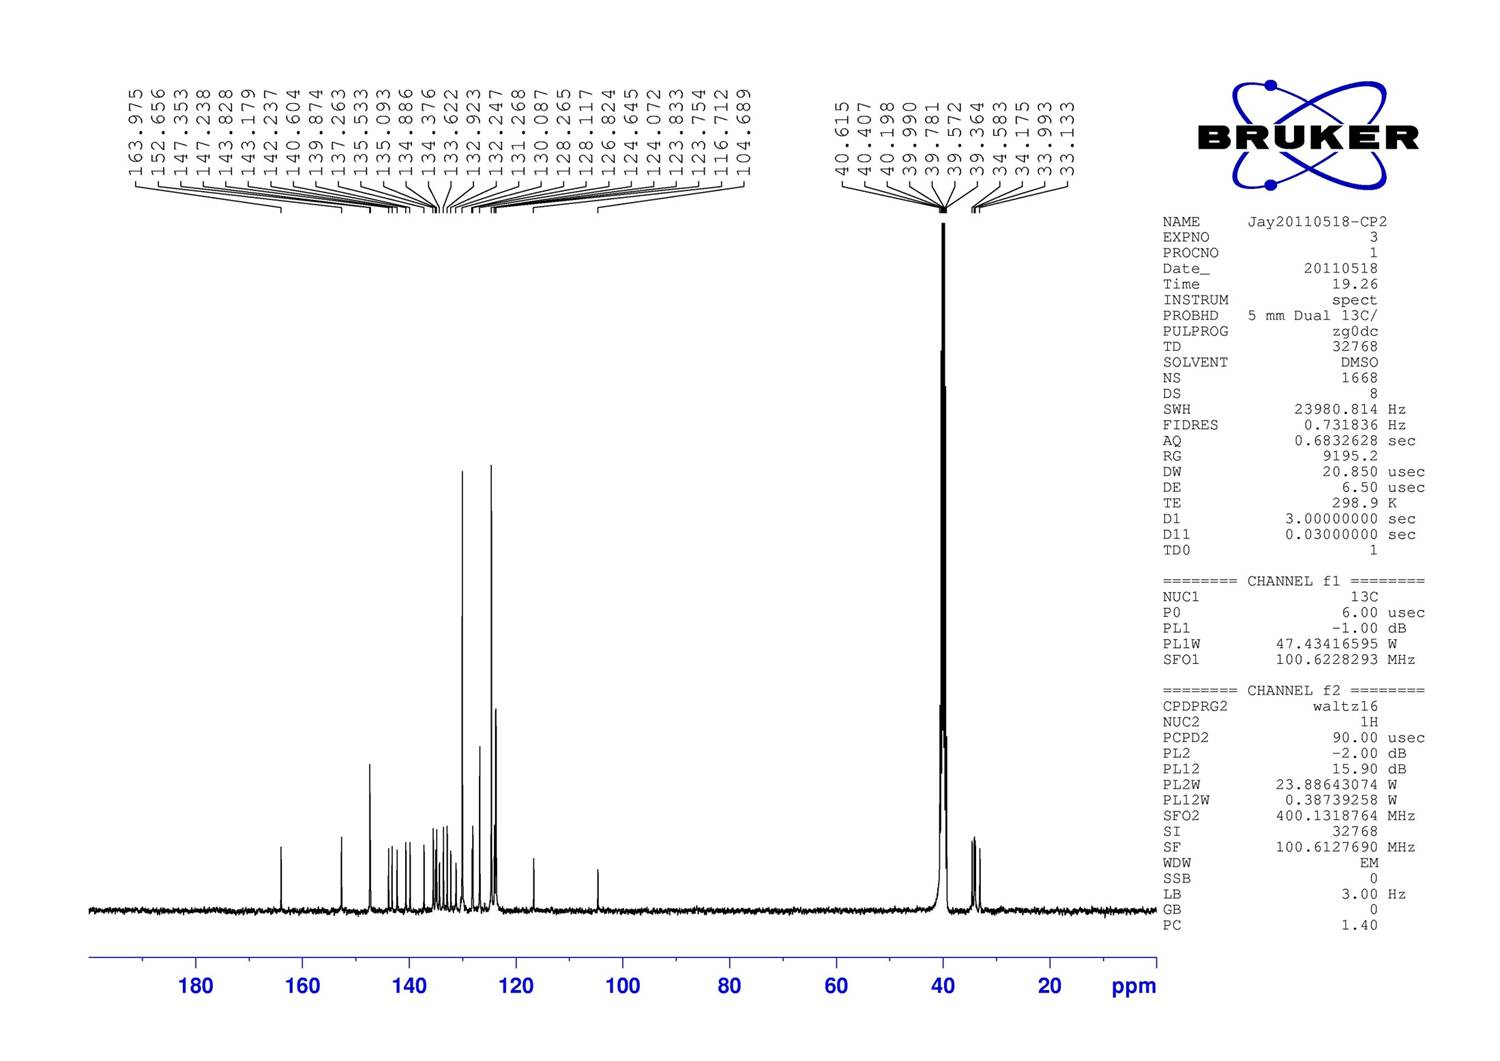 163.975
152.656
147.353
147.238
143.828
143.179
142.237
140.604
139.874
137.263
135.533
135.093
134.886
134.376
133.622
132.923
132.247
131.268
130.087
128.265
128.117
126.824
124.645
124.072
123.833
123.754
116.712
104.689
40.615
40.407
40.198
39.990
39.781
39.572
39.364
34.583
34.175
33.993
33.133
BRUKER
NAME Jay20110518-CP2
EXPNO 3
PROCNO 1
Date_ 20110518
Time 19.26
INSTRUM spect
PROBHD 5 mm Dual 13C/
PULPROG zg0dc
TD 32768
SOLVENT DMSO
NS 1668
DS 8
SWH 23980.814 Hz
FIDRES 0.731836 Hz
AQ 0.6832628 sec
RG 9195.2
DW 20.850 usec
DE 6.50 usec
TE 298.9 K
D1 3.00000000 sec
D11 0.03000000 sec
TD0 1
======== CHANNEL f1 ========
NUC1 13C
P0 6.00 usec
PL1 -1.00 dB
PL1W 47.43416595 W
SFO1 100.6228293 MHz
======== CHANNEL f2 ========
CPDPRG2 waltz16
NUC2 1H
PCPD2 90.00 usec
PL2 -2.00 dB
PL12 15.90 dB
PL2W 23.88643074 W
PL12W 0.38739258 W
SFO2 400.1318764 MHz
SI 32768
SF 100.6127690 MHz
WDW EM
SSB 0
LB 3.00 Hz
GB 0
PC 1.40
180 160 140 120 100 80 60 40 20 ppm